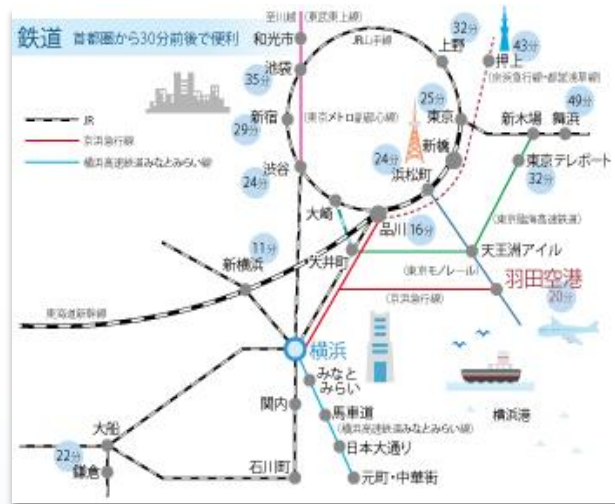 鉄道 首都圏から30分前後で便利
至川越
(東武東上線)
和光市
JR山手線
上野
32分
43分
押上
(京浜急行線・都営浅草線)
池袋
35分
25分
49分
東京
新木場
舞浜
JR
新宿
29分
(東京メトロ副都心線)
新橋
京浜急行線
横浜高速鉄道みなとみらい線
24分
浜松町
東京テレポート
32分
渋谷
24分
大崎
品川
16分
(東京臨海高速鉄道)
11分
新横浜
大井町
天王洲アイル
(東京モノレール)
羽田空港
20分
(京浜急行線)
東海道新幹線
横浜
みなと
みらい
横浜港
関内
馬車道
(横浜高速鉄道みなとみらい線)
大船
日本大通り
22分
鎌倉
石川町
元町・中華街